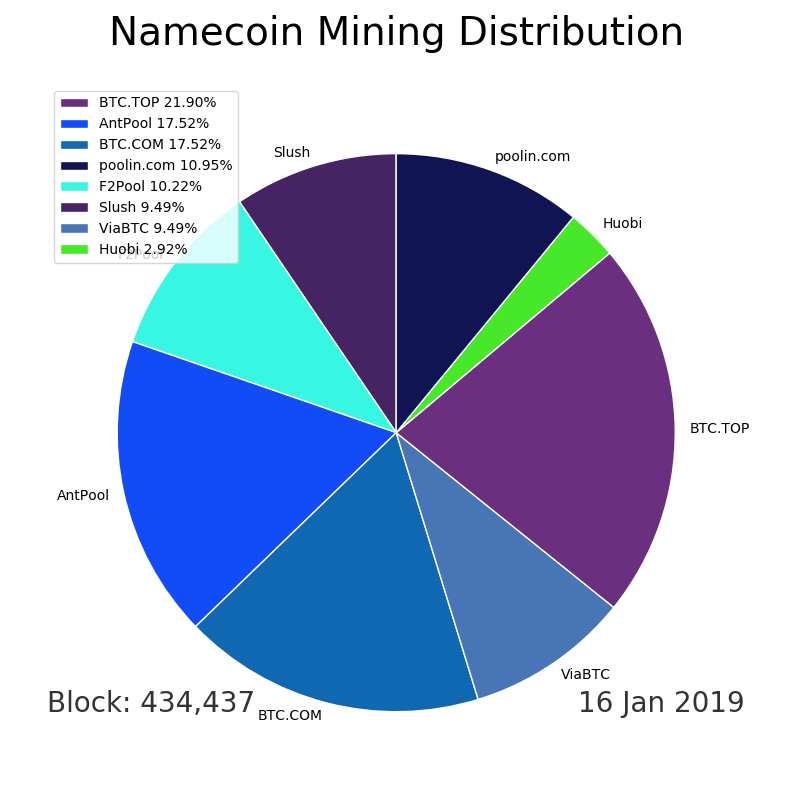 Namecoin Mining Distribution
BTC.TOP 21.90%
AntPool 17.52%
BTC.COM 17.52%
poolin.com 10.95%
F2Pool 10.22%
Slush 9.49%
ViaBTC 9.49%
Huobi 2.92%
Slush
poolin.com
Huobi
F2Pool
BTC.TOP
AntPool
ViaBTC
BTC.COM
Block: 434,437
16 Jan 2019